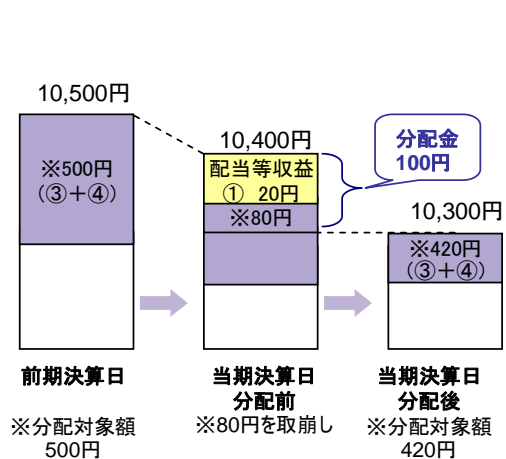 10,500円
※500円
(③+④)
10,400円
配当等収益
① 20円
※80円
分配金
100円
10,300円
※420円
(③+④)
前期決算日
※分配対象額
500円
当期決算日
分配前
※80円を取崩し
当期決算日
分配後
※分配対象額
420円